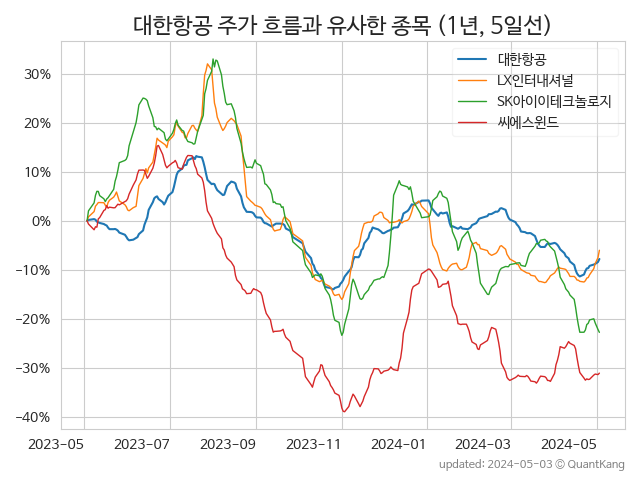 대한항공 주가 흐름과 유사한 종목 (1년, 5일선)
대한항공
LX인터내셔널
SK아이이테크놀로지
씨에스윈드
30%
20%
10%
0%
−10%
−20%
−30%
−40%
2023-05 2023-07 2023-09 2023-11 2024-01 2024-03 2024-05
updated: 2024-05-03 ⓒ QuantKang